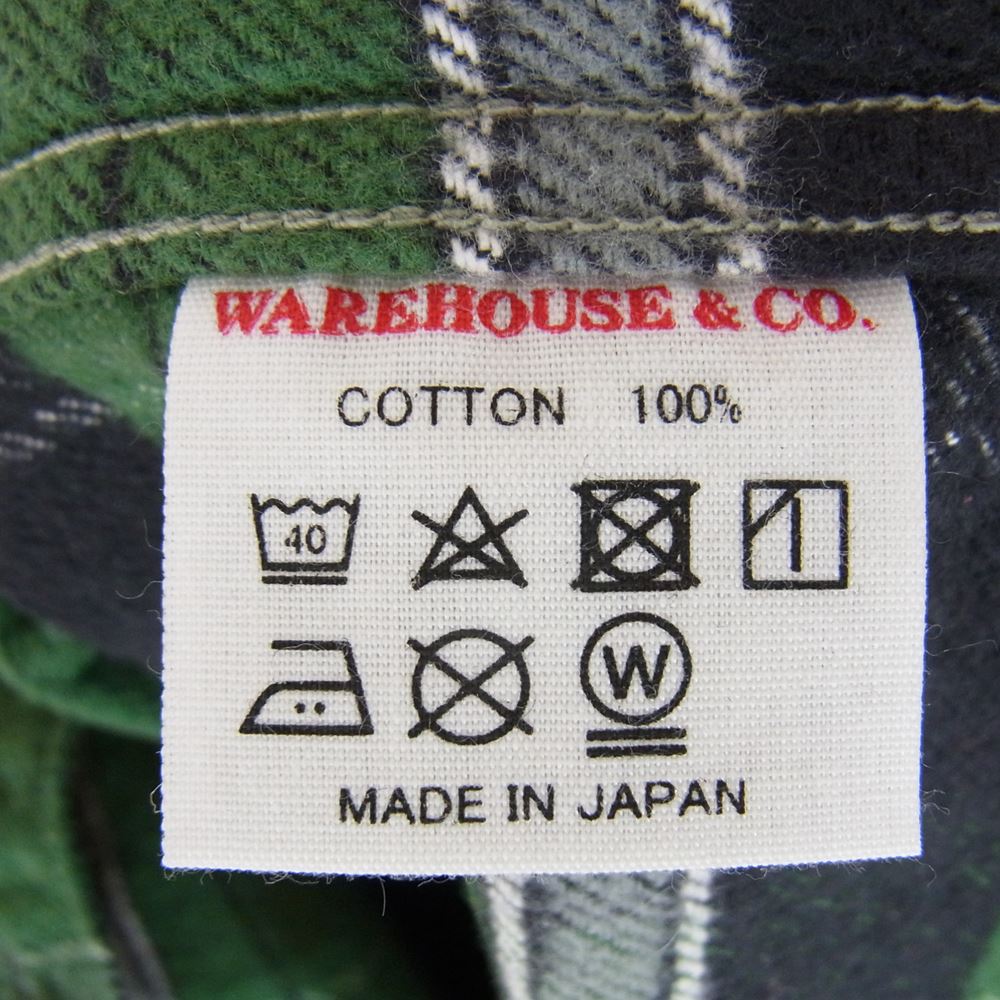 WAREHOUSE & CO.
COTTON 100%
40
W
MADE IN JAPAN